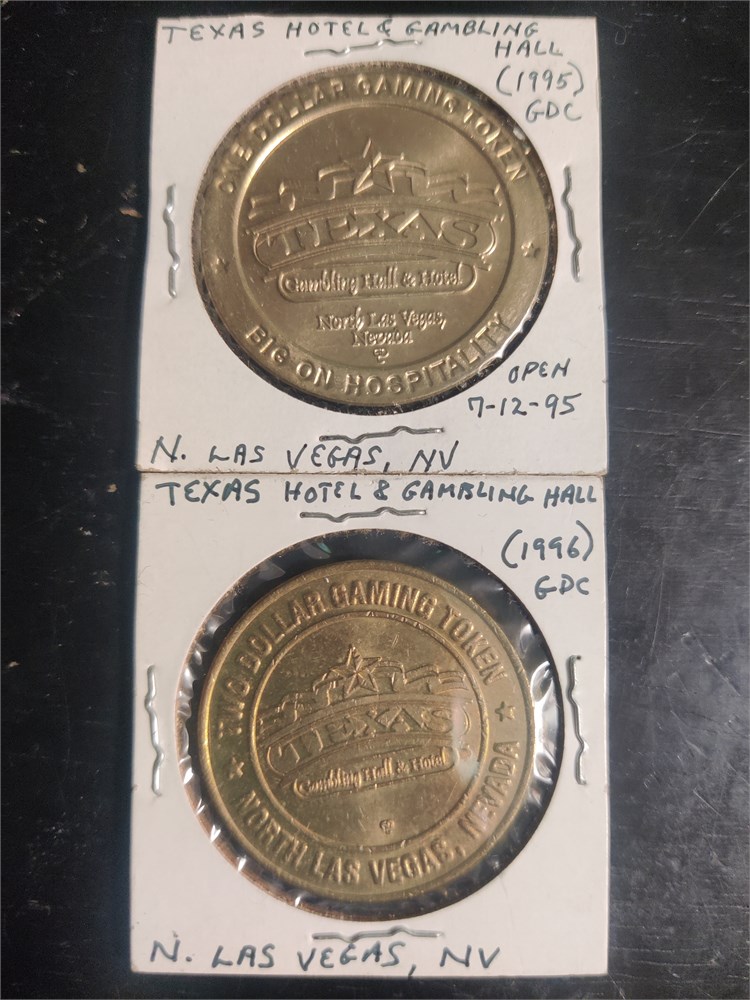 TEXAS HOTEL & GAMBLING
HALL
(1995)
GDC
ONE DOLLAR GAMING TOKEN
TEXAS
Gambling Hall & Hotel
North Las Vegas,
Nevada
BIG ON HOSPITALITY
OPEN
7-12-95
N. LAS VEGAS, NV
TEXAS HOTEL & GAMBLING HALL
(1996)
GDC
TWO DOLLAR GAMING TOKEN
TEXAS
Gambling Hall & Hotel
NORTH LAS VEGAS, NEVADA
N. LAS VEGAS, NV